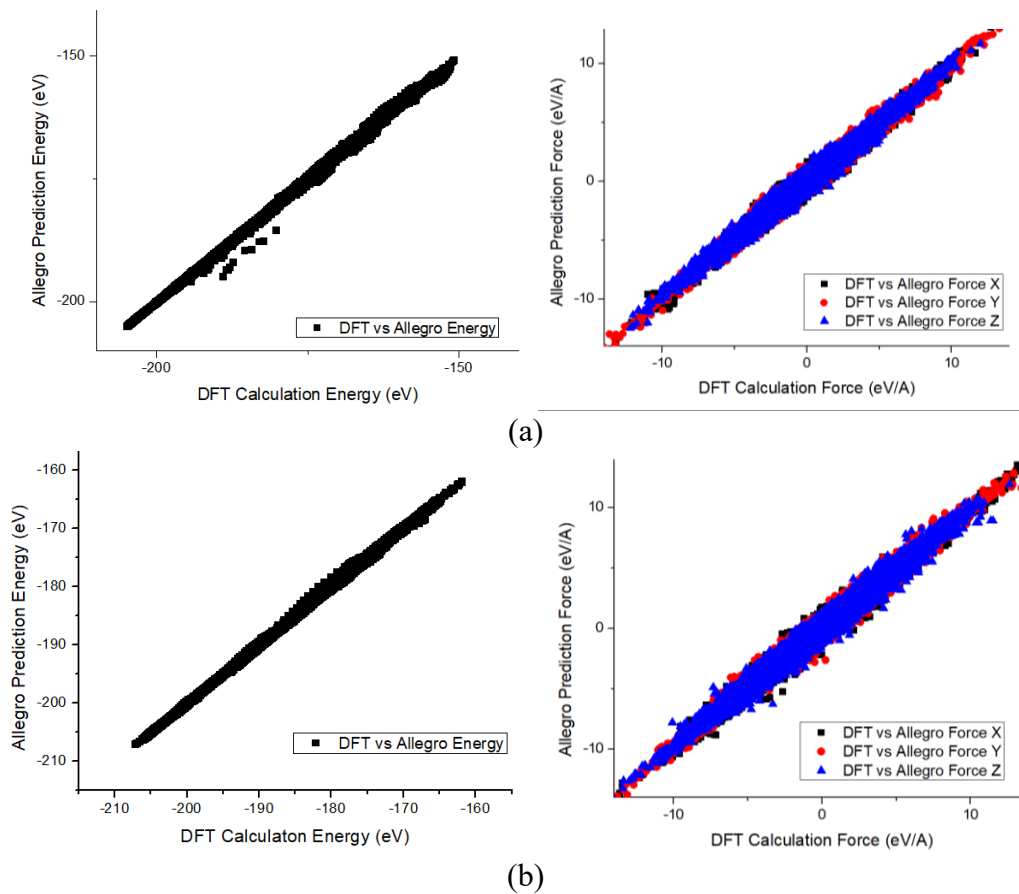 -150
-200
Allegro Prediction Energy (eV)
DFT vs Allegro Energy
-200
-150
DFT Calculation Energy (eV)
10
0
-10
Allegro Prediction Force (eV/A)
DFT vs Allegro Force X
DFT vs Allegro Force Y
DFT vs Allegro Force Z
-10
0
10
DFT Calculation Force (eV/A)
(a)
-160
-170
-180
-190
-200
-210
Allegro Prediction Energy (eV)
DFT vs Allegro Energy
-210
-200
-190
-180
-170
-160
DFT Calculaton Energy (eV)
10
0
-10
Allegro Prediction Force (eV/A)
DFT vs Allegro Force X
DFT vs Allegro Force Y
DFT vs Allegro Force Z
-10
0
10
DFT Calculation Force (eV/A)
(b)